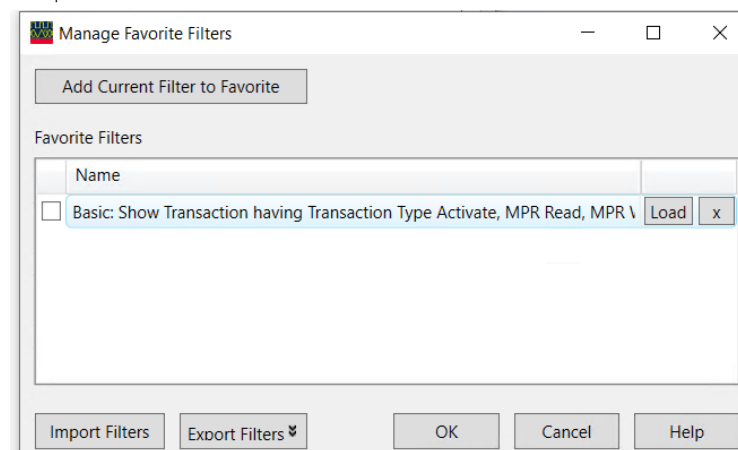 Manage Favorite Filters
Add Current Filter to Favorite
Favorite Filters
Name
Basic: Show Transaction having Transaction Type Activate, MPR Read, MPR Load x
Import Filters Export Filters OK Cancel Help